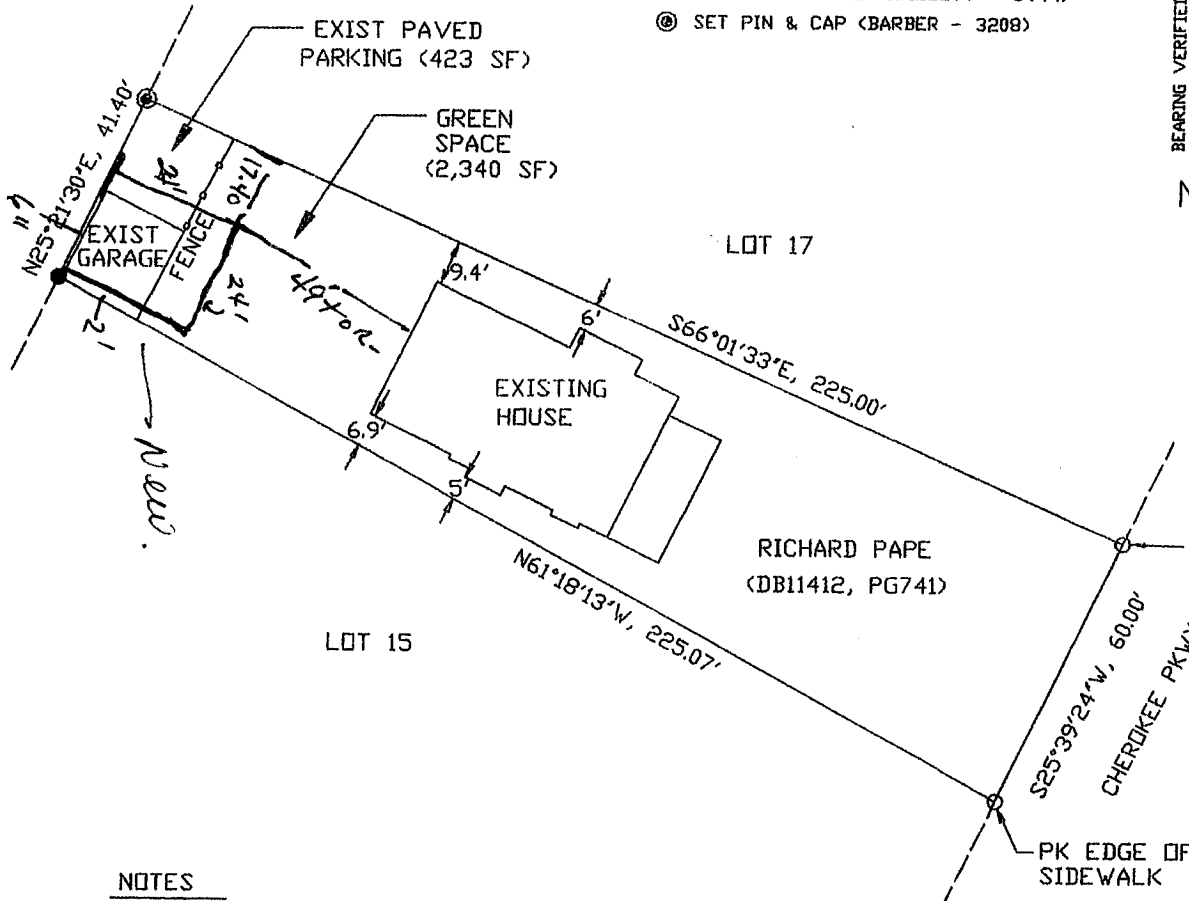 SET PIN & CAP (BARBER - 3208)
BEARING VERIFIED
EXIST PAVED
PARKING (423 SF)
GREEN
SPACE
(2,340 SF)
N25°21'30"E, 41.40'
6"
EXIST
GARAGE
FENCE
17.40
24'
2'
New.
9.4'
6'
LOT 17
S66°01'33"E, 225.00'
EXISTING
HOUSE
6.9'
5'
N61°18'13"W, 225.07'
LOT 15
RICHARD PAPE
(DB11412, PG741)
S25°39'24"W, 60.00'
CHEROKEE PKWY
PK EDGE OF
SIDEWALK
NOTES